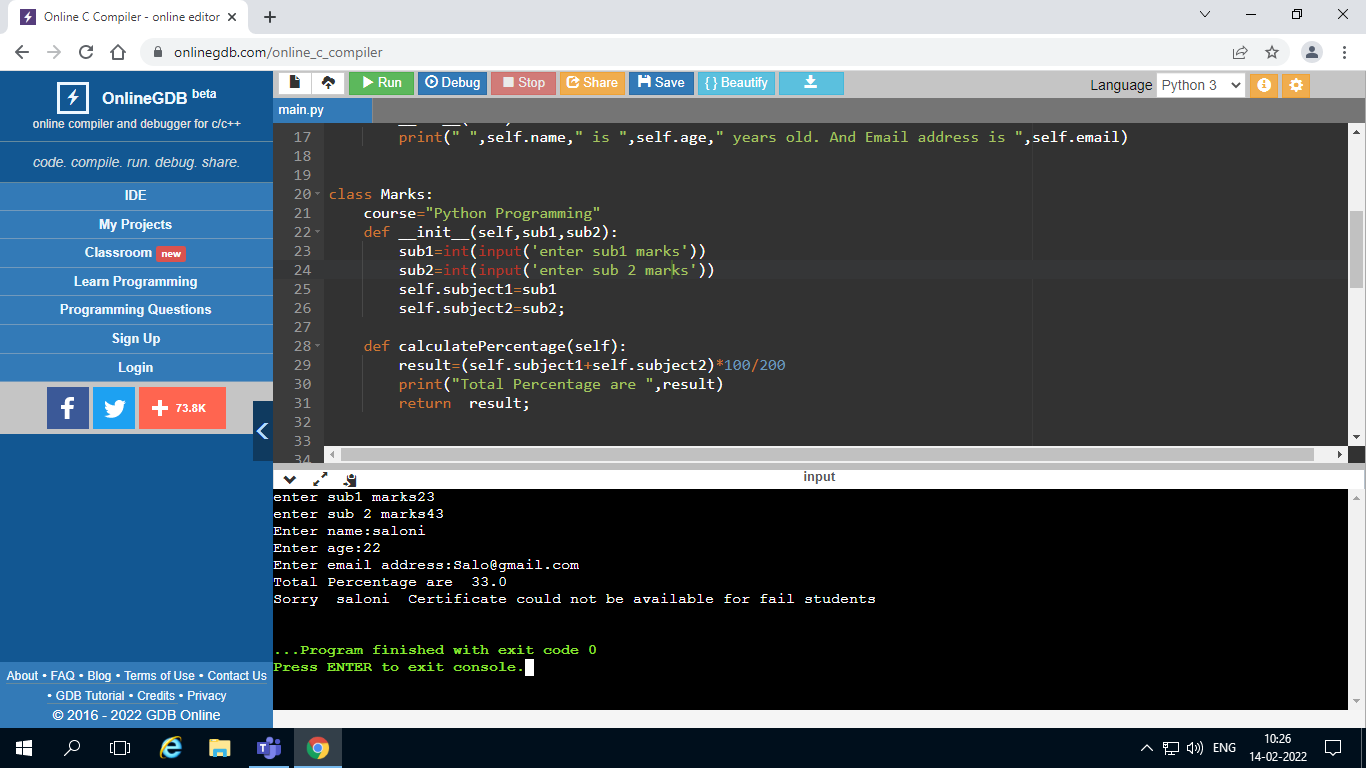 Online C Compiler - online editor
onlinegdb.com/online_c_compiler
OnlineGDB beta
online compiler and debugger for c/c++
code. compile. run. debug. share.
IDE
My Projects
Classroom new
Learn Programming
Programming Questions
Sign Up
Login
73.8K
About • FAQ • Blog • Terms of Use • Contact Us
• GDB Tutorial • Credits • Privacy
© 2016 - 2022 GDB Online
Run Debug Stop Share Save { } Beautify
Language Python 3
main.py
17 print(" ",self.name," is ",self.age," years old. And Email address is ",self.email)
18
19
20 class Marks:
21 course="Python Programming"
22 def __init__(self,sub1,sub2):
23 sub1=int(input('enter sub1 marks'))
24 sub2=int(input('enter sub 2 marks'))
25 self.subject1=sub1
26 self.subject2=sub2;
27
28 def calculatePercentage(self):
29 result=(self.subject1+self.subject2)*100/200
30 print("Total Percentage are ",result)
31 return  result;
32
33
34
input
enter sub1 marks23
enter sub 2 marks43
Enter name:saloni
Enter age:22
Enter email address:Salo@gmail.com
Total Percentage are  33.0
Sorry  saloni  Certificate could not be available for fail students
...Program finished with exit code 0
Press ENTER to exit console.
ENG
10:26
14-02-2022